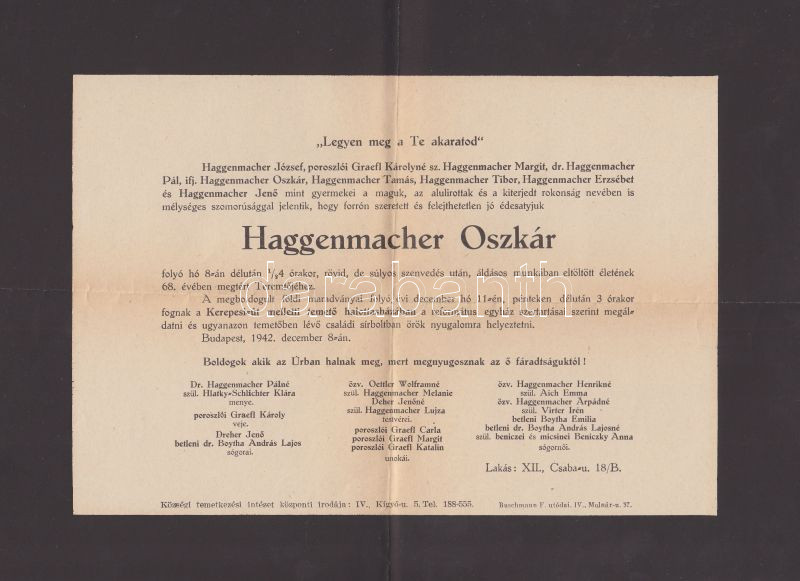 „Legyen meg a Te akaratod"
Haggenmacher József, poroszlói Graefl Károlyné sz. Haggenmacher Margit, dr. Haggenmacher
Pál, ifj. Haggenmacher Oszkár, Haggenmacher Tamás, Haggenmacher Tibor, Haggenmacher Erzsébet
és Haggenmacher Jenő mint gyermekei a maguk, az alulirottak és a kiterjedt rokonság nevében is
mélységes szomorúsággal jelentik, hogy forrón szeretett és felejthetetlen jó édesatyjuk
Haggenmacher Oszkár
folyó hó 8-án délután 4 órakor, rövid, de súlyos szenvedés után, áldásos munkában eltöltött életének
68. évében megtért Teremtőjéhez.
A megboldogult földi maradványai folyó évi december hó 11-én, pénteken délután 3 órakor
fognak a Kerepesi-út melletti temető halottasházában a református egyház szertartásai szerint megál-
datni és ugyanazon temetőben lévő családi sírboltban örök nyugalomra helyeztetni.
Budapest, 1942. december 8-án.
Boldogok akik az Úrban halnak meg, mert megnyugosznak az ő fáradtságuktól!
Dr. Haggenmacher Pálné
szül. Hlatky-Schlichter Klára
menye.
poroszlói Graefl Károly
veje.
Dreher Jenő
betleni dr. Boytha András Lajos
sógorai.
özv. Oettler Wolframné
szül. Haggenmacher Melanie
Deher Jenőné
szül. Haggenmacher Lujza
testvérei.
poroszlói Graefl Carla
poroszlói Graefl Margit
poroszlói Graefl Katalin
unokái.
özv. Haggenmacher Henrikné
szül. Aich Emma
özv. Haggenmacher Árpádné
szül. Virter Irén
betleni Boytha Emilia
betleni dr. Boytha András Lajosné
szül. beniczei és micsinei Beniczky Anna
sógornői.
Lakás: XII., Csaba-u. 18/B.
Községi temetkezési intézet központi irodája: IV., Kígyó-u. 5. Tel. 188-555.
Buschmann F. utódai. IV., Molnár-u. 37.
darabanth